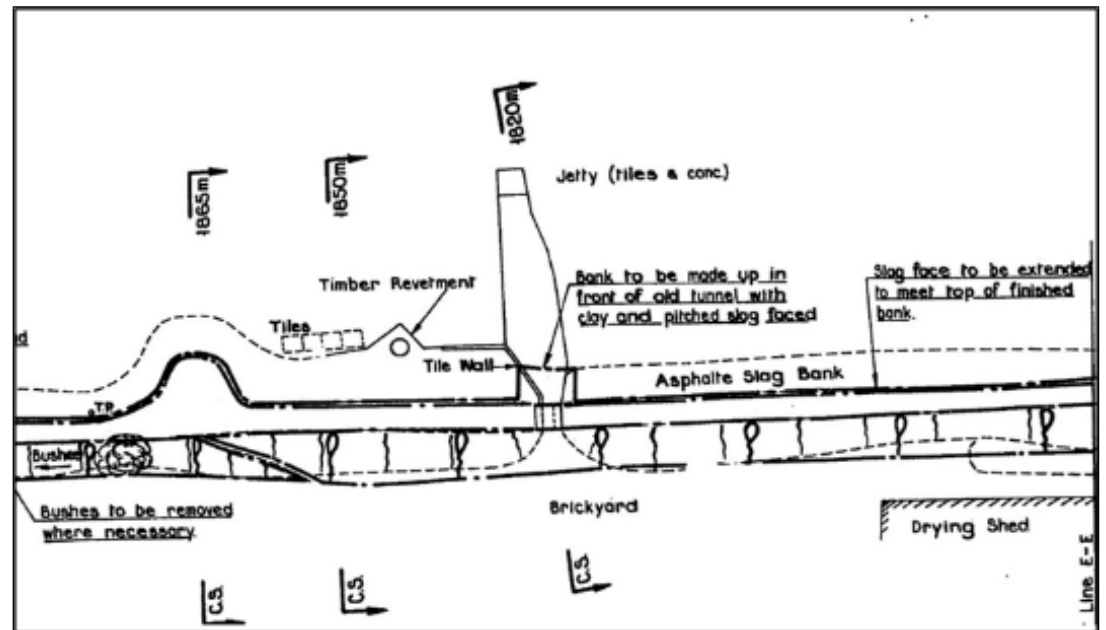 1820m
1865m
1850m
Jetty (tiles & conc.)
Timber Revetment
Bank to be made up in
front of old tunnel with
clay and pitched slag faced
Slag face to be extended
to meet top of finished
bank.
Tiles
Tile Wall
Asphalte Slag Bank
T.P.
Bushes
Bushes to be removed
where necessary.
Brickyard
Drying Shed
C.S.
C.S.
C.S.
Line E-E